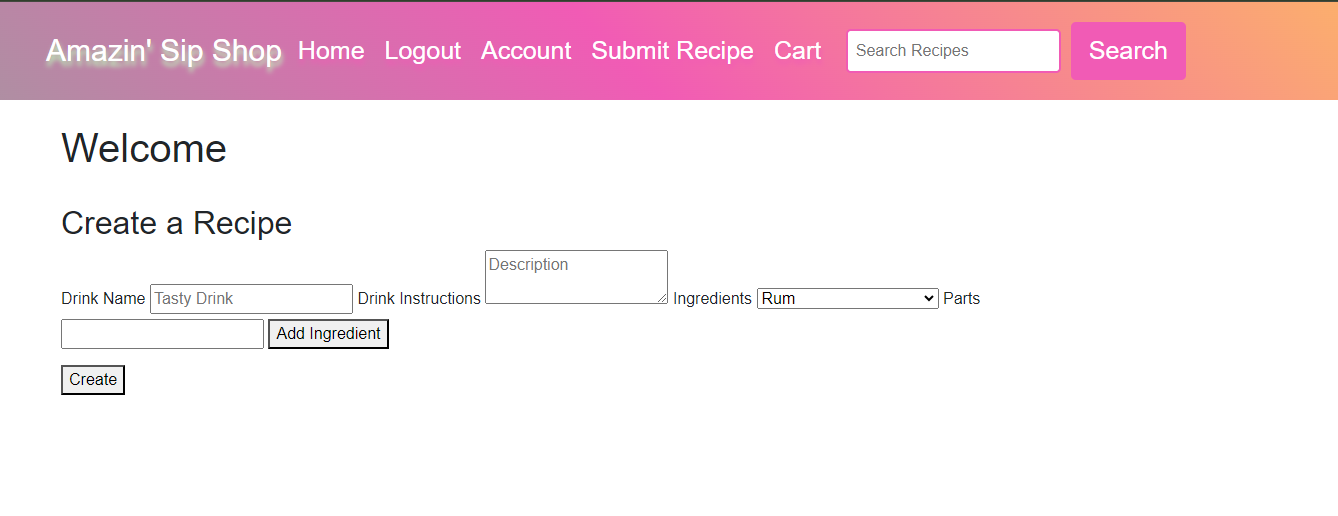 Amazin' Sip Shop Home Logout Account Submit Recipe Cart Search Recipes Search
Welcome
Create a Recipe
Drink Name Tasty Drink Drink Instructions Description Ingredients Rum Parts
Add Ingredient
Create